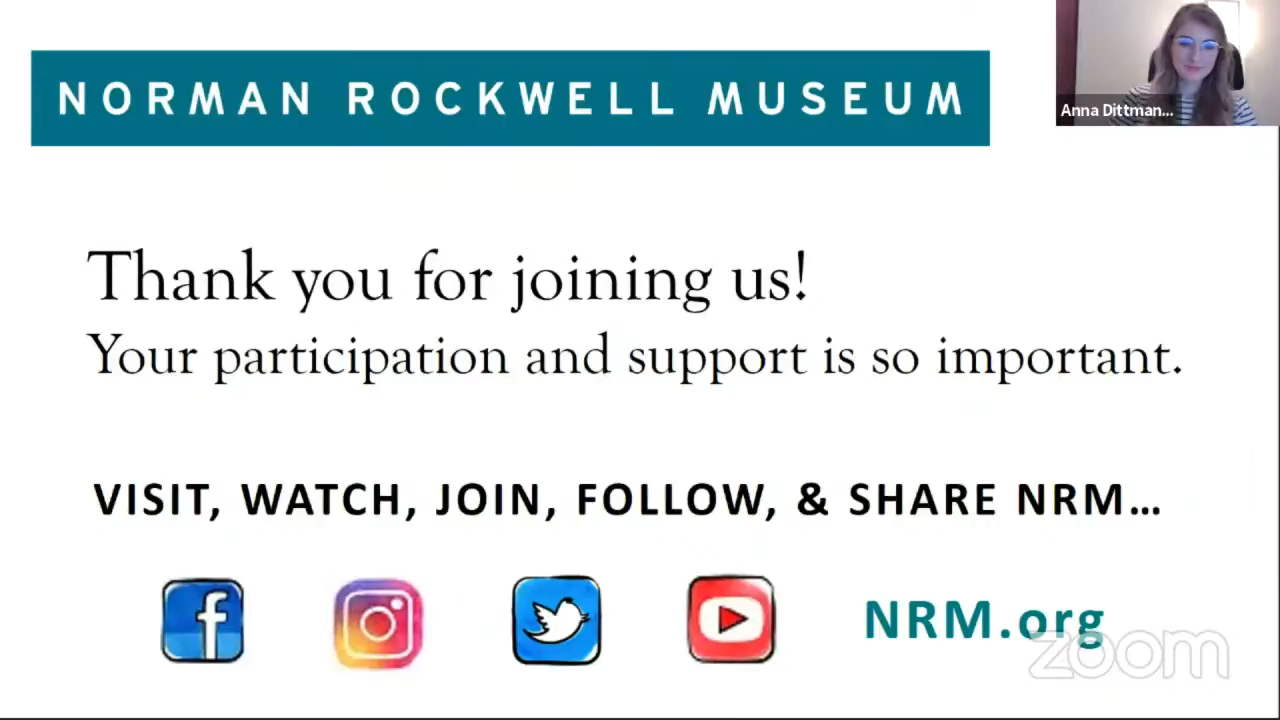 NORMAN ROCKWELL MUSEUM
Anna Dittman...
Thank you for joining us!
Your participation and support is so important.
VISIT, WATCH, JOIN, FOLLOW, & SHARE NRM...
NRM.org
zoom